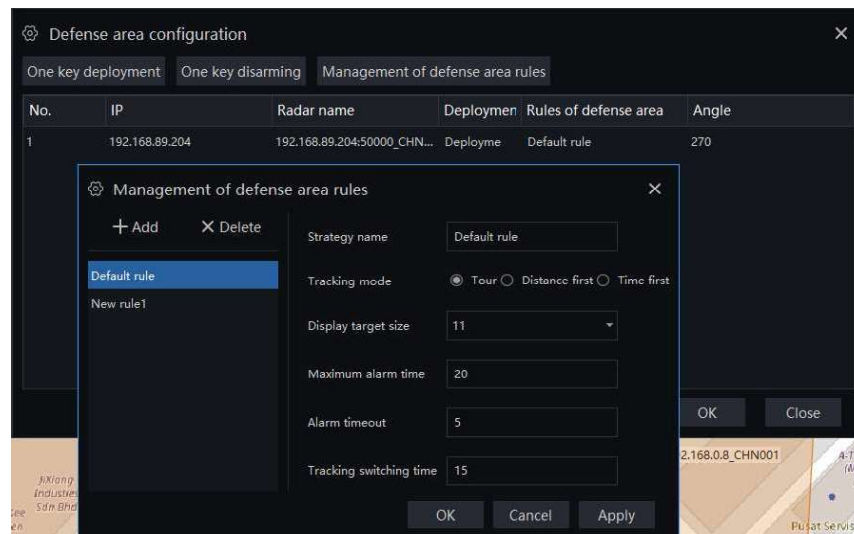 Defense area configuration
One key deployment One key disarming Management of defense area rules
No. IP Radar name Deploymen Rules of defense area Angle
1 192.168.89.204 192.168.89.204:50000_CHN... Deployme Default rule 270
Management of defense area rules
Add Delete
Default rule
New rule1
Strategy name Default rule
Tracking mode Tour Distance first Time first
Display target size 11
Maximum alarm time 20
Alarm timeout 5
Tracking switching time 15
OK Cancel Apply
OK Close
2.168.0.8_CHN001
JiXiang
Industries
Sdn Bhd
Pusat Servis